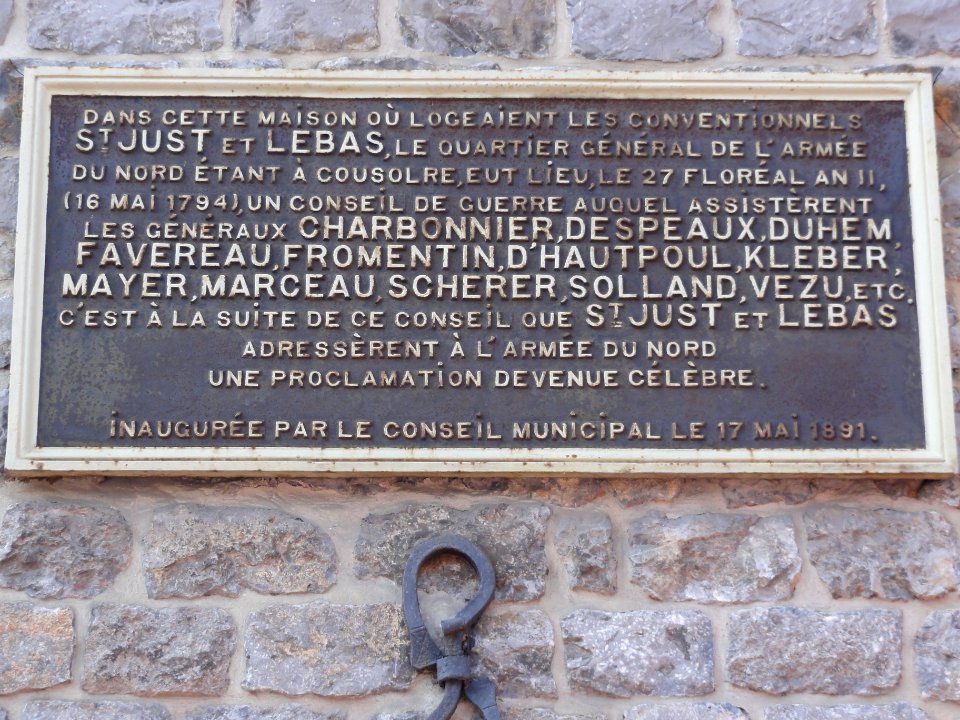 DANS CETTE MAISON OÙ LOGEAIENT LES CONVENTIONNELS
ST JUST ET LEBAS, LE QUARTIER GÉNÉRAL DE L'ARMÉE
DU NORD ÉTANT À COUSOLRE, EUT LIEU, LE 27 FLORÉAL AN II,
(16 MAI 1794), UN CONSEIL DE GUERRE AUQUEL ASSISTÈRENT
LES GÉNÉRAUX CHARBONNIER, DESPEAUX, DUHEM,
FAVEREAU, FROMENTIN, D'HAUTPOUL, KLEBER,
MAYER, MARCEAU, SCHERER, SOLLAND, VEZU, ETC.
C'EST À LA SUITE DE CE CONSEIL QUE ST JUST ET LEBAS
ADRESSÈRENT À L'ARMÉE DU NORD
UNE PROCLAMATION DEVENUE CÉLÈBRE.
INAUGURÉE PAR LE CONSEIL MUNICIPAL LE 17 MAI 1891.